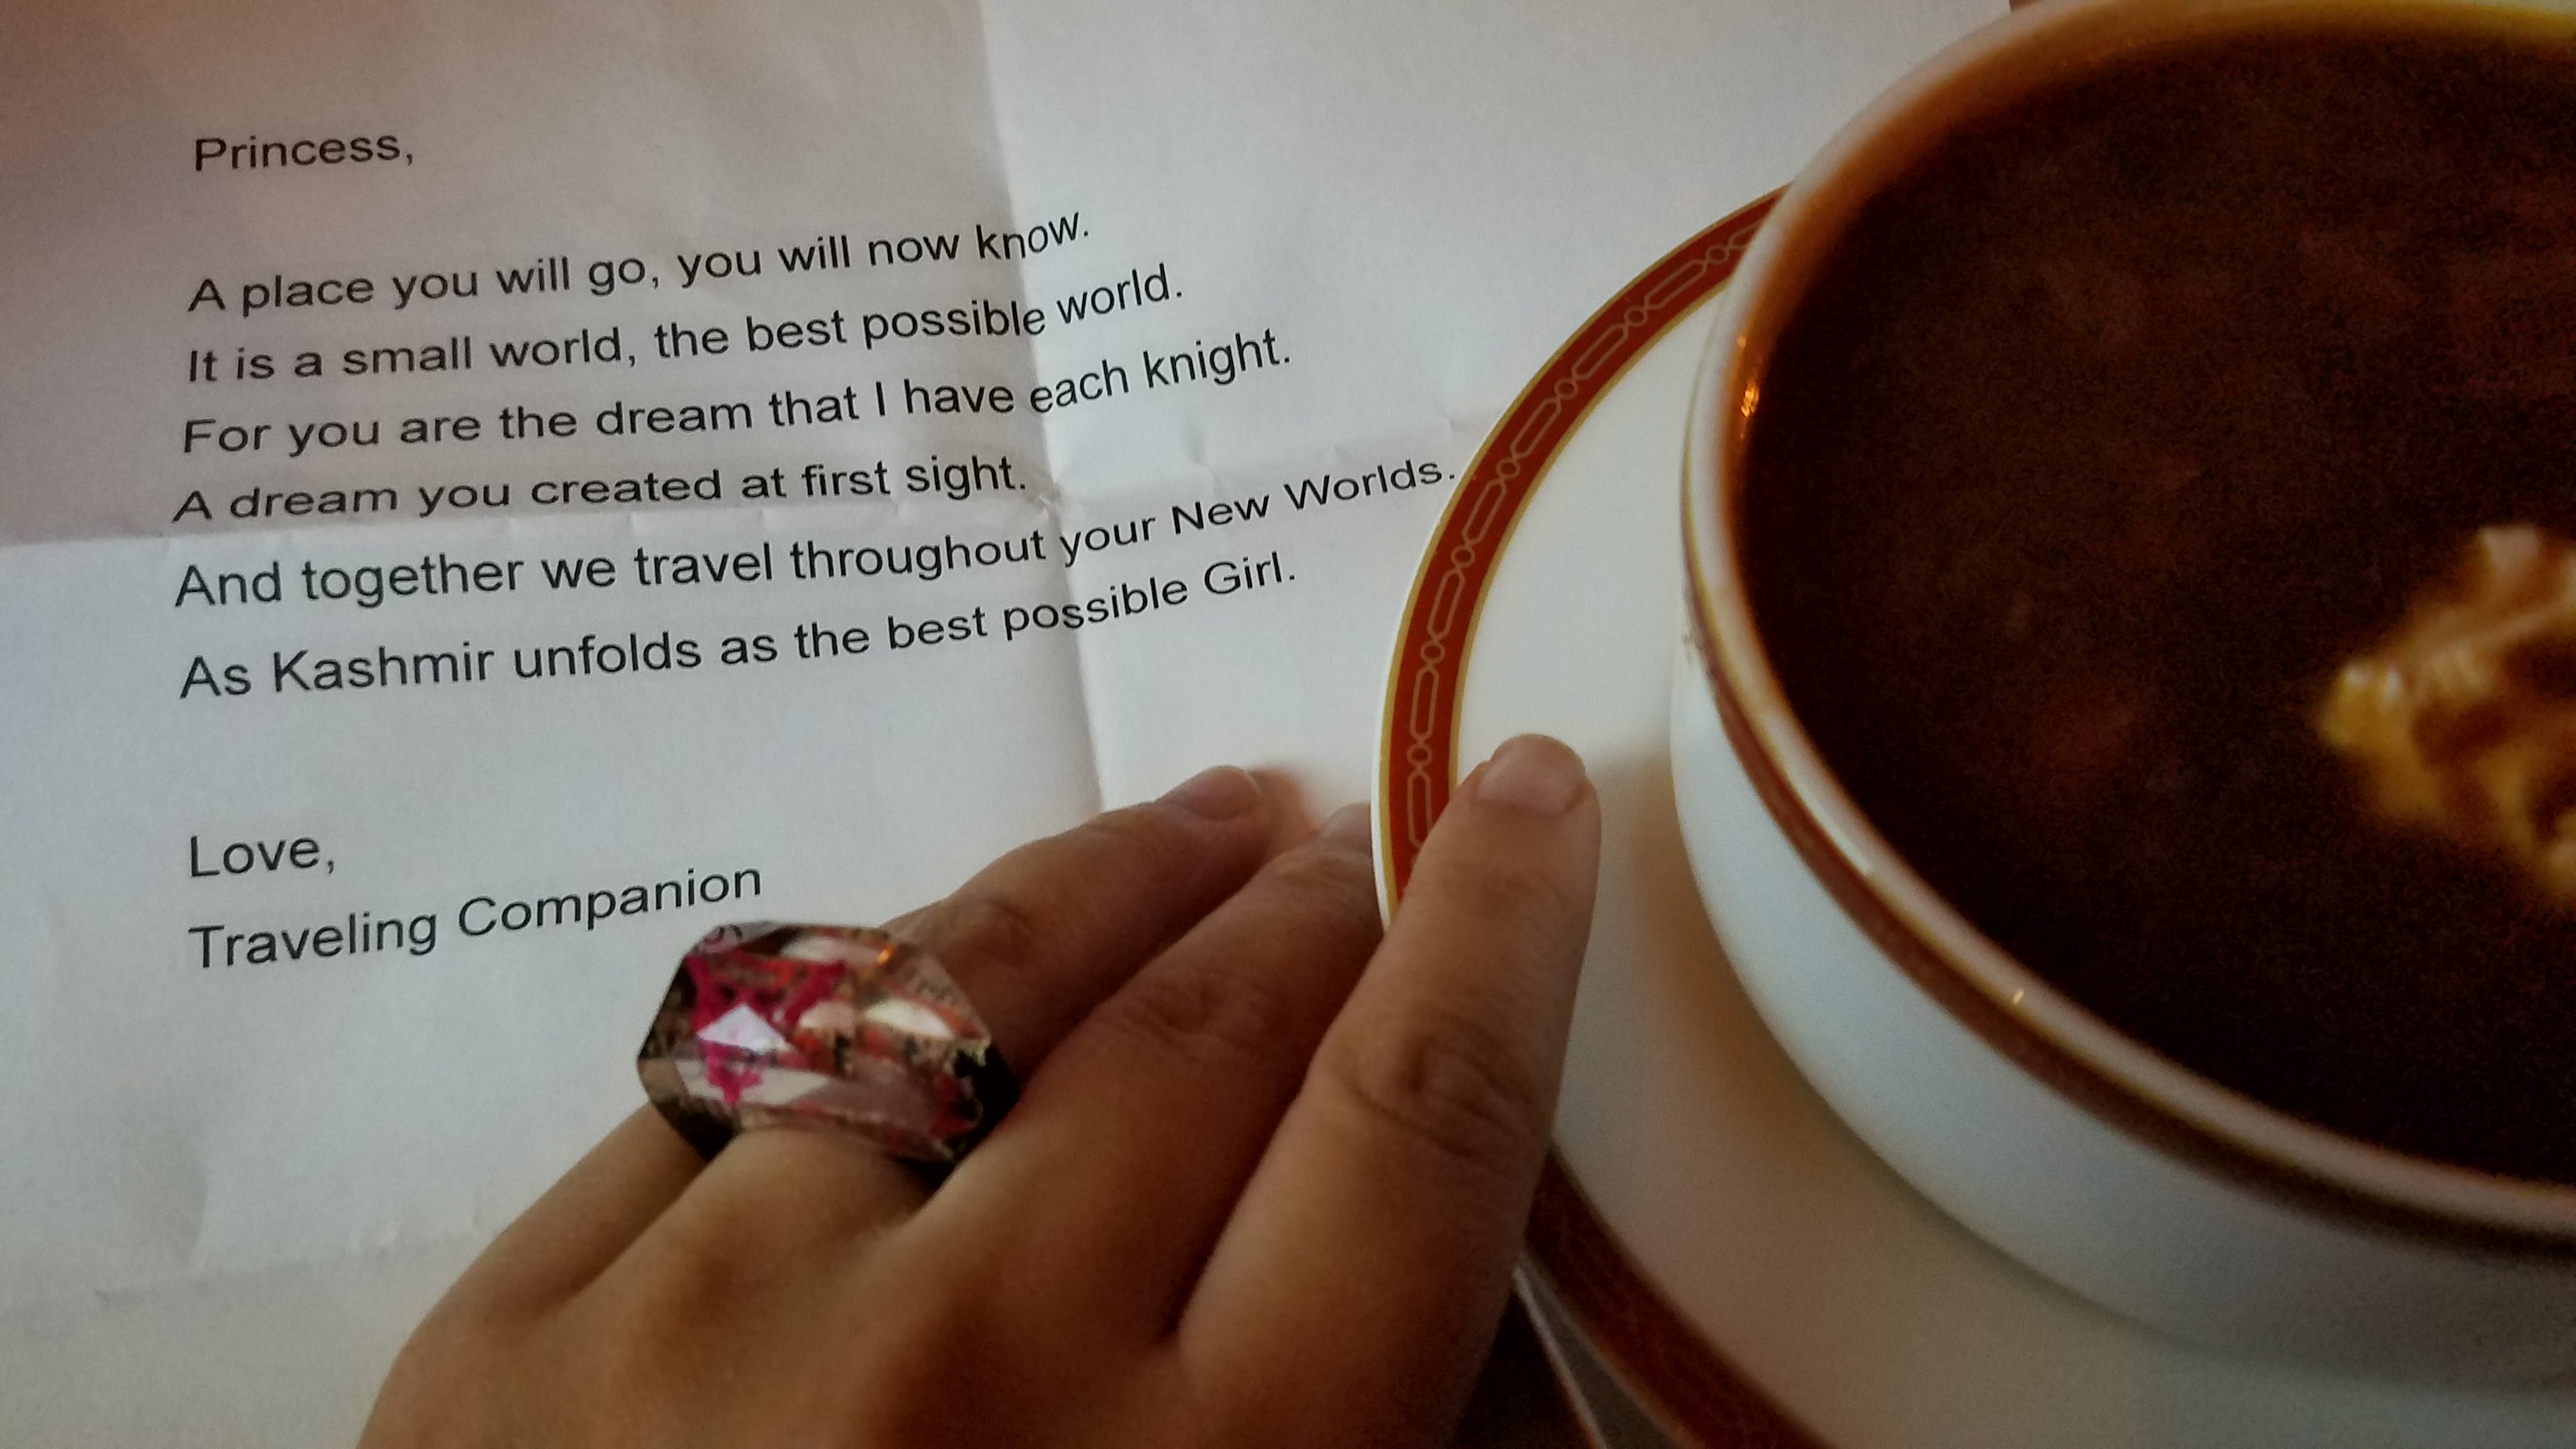 Princess,
A place you will go, you will now know.
It is a small world, the best possible world.
For you are the dream that I have each knight.
A dream you created at first sight.
And together we travel throughout your New Worlds.
As Kashmir unfolds as the best possible Girl.
Love,
Traveling Companion